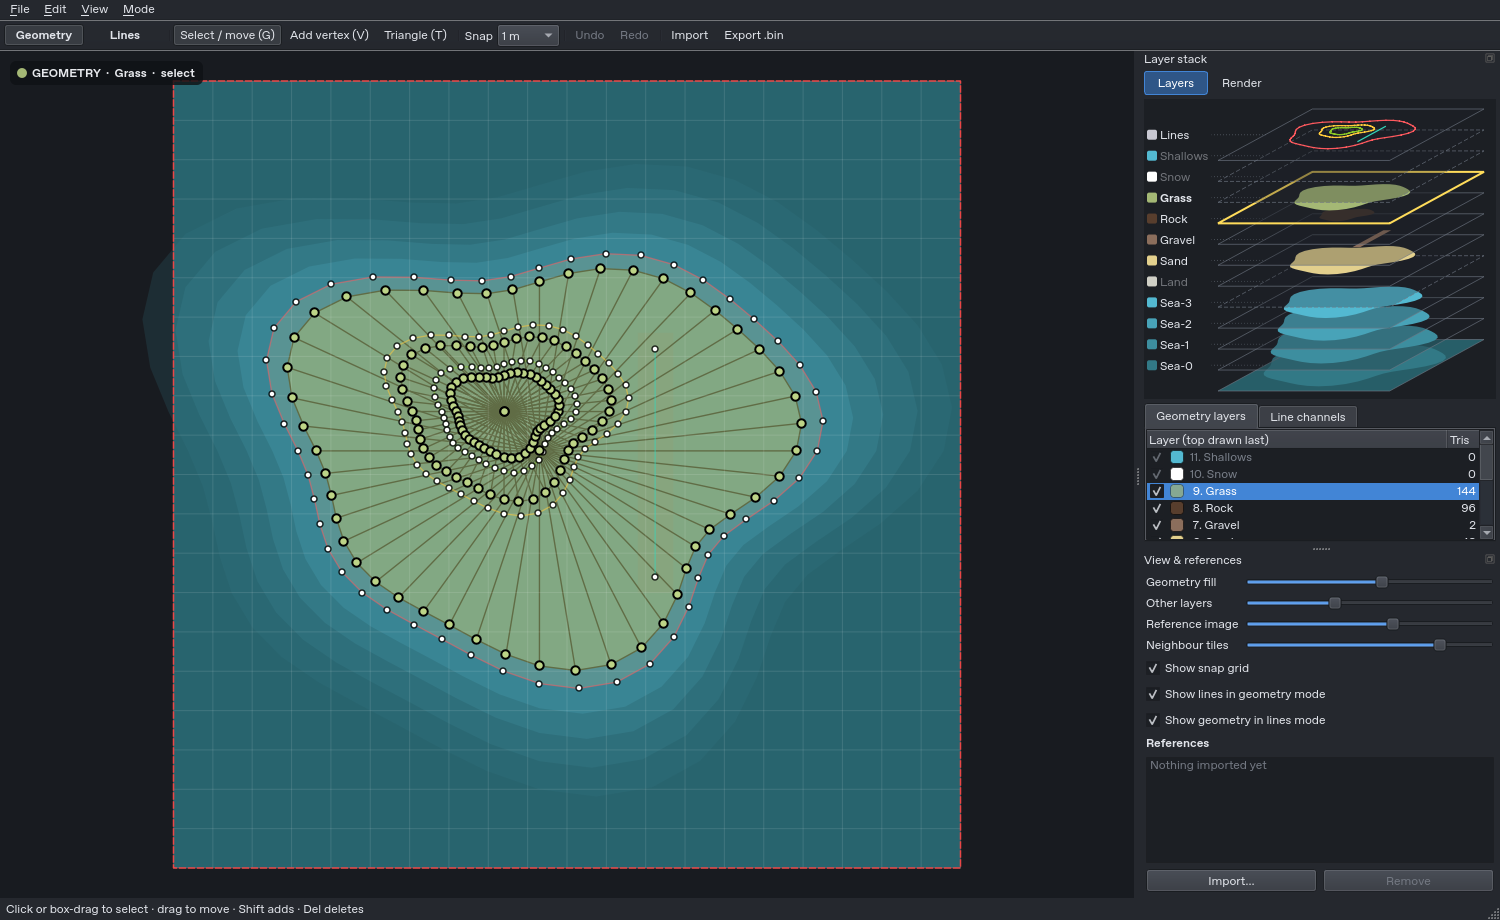 File Edit View Mode
Geometry Lines Select / move (G) Add vertex (V) Triangle (T) Snap 1 m Undo Redo Import Export .bin
GEOMETRY · Grass · select
Layer stack
Layers Render
Lines
Shallows
Snow
Grass
Rock
Gravel
Sand
Land
Sea-3
Sea-2
Sea-1
Sea-0
Geometry layers Line channels
Layer (top drawn last) Tris
11. Shallows 0
10. Snow 0
9. Grass 144
8. Rock 96
7. Gravel 2
View & references
Geometry fill
Other layers
Reference image
Neighbour tiles
Show snap grid
Show lines in geometry mode
Show geometry in lines mode
References
Nothing imported yet
Import... Remove
Click or box-drag to select · drag to move · Shift adds · Del deletes